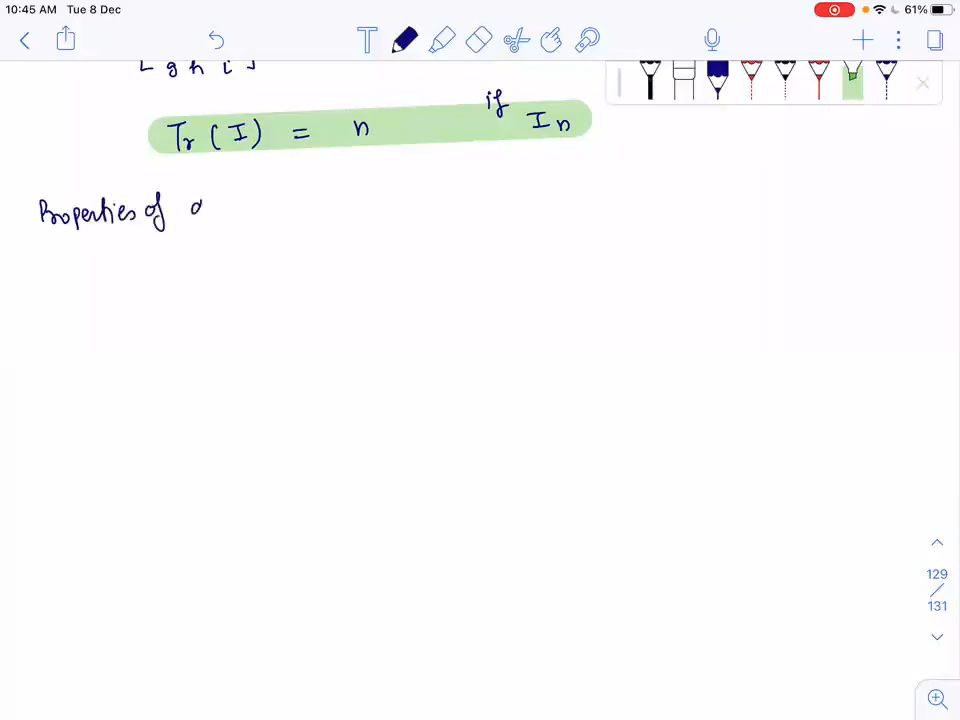 10:45 AM Tue 8 Dec
61%
g h i
Tr (I) = n if In
Properties of
129
131